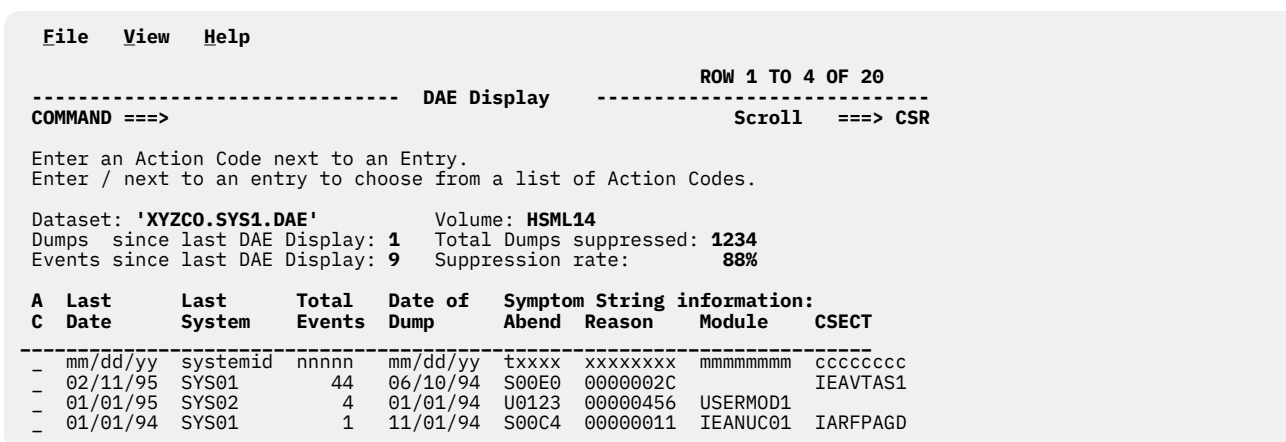 File   View   Help
ROW 1 TO 4 OF 20
-------------------------------- DAE Display -----------------------------
COMMAND ===>                                        Scroll   ===> CSR
Enter an Action Code next to an Entry.
Enter / next to an entry to choose from a list of Action Codes.
Dataset: 'XYZCO.SYS1.DAE'          Volume: HSML14
Dumps  since last DAE Display: 1   Total Dumps suppressed: 1234
Events since last DAE Display: 9   Suppression rate:        88%
A  Last      Last      Total   Date of   Symptom String information:
C  Date      System    Events  Dump      Abend  Reason    Module    CSECT
_  mm/dd/yy  systemid  nnnnn   mm/dd/yy  txxxx  xxxxxxxx  mmmmmmmm  cccccccc
_  02/11/95  SYS01        44   06/10/94  S00E0  0000002C            IEAVTAS1
_  01/01/95  SYS02         4   01/01/94  U0123  00000456  USERMOD1
_  01/01/94  SYS01         1   11/01/94  S00C4  00000011  IEANUC01  IARFPAGD